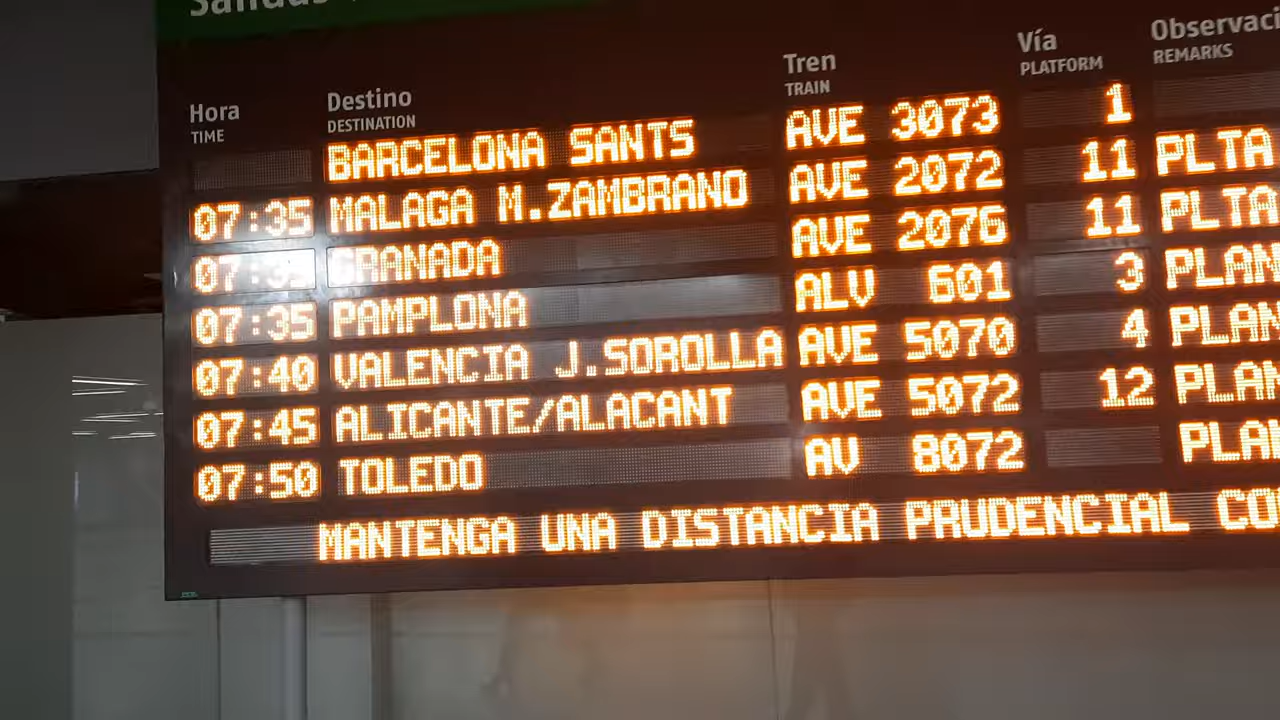 Salidas
Hora Destino Tren Vía Observaci
TIME DESTINATION TRAIN PLATFORM REMARKS
BARCELONA SANTS AVE 3073 1
07:35 MALAGA M.ZAMBRANO AVE 2072 11 PLTA
07:35 GRANADA AVE 2076 11 PLTA
07:35 PAMPLONA ALV 601 3 PLAN
07:40 VALENCIA J.SOROLLA AVE 5070 4 PLAN
07:45 ALICANTE/ALACANT AVE 5072 12 PLAN
07:50 TOLEDO AV 8072 PLAN
MANTENGA UNA DISTANCIA PRUDENCIAL CO